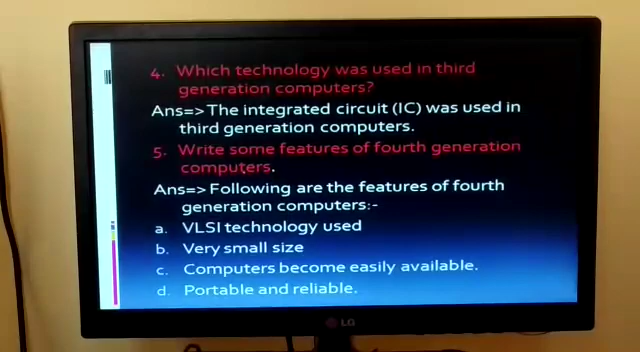 4. Which technology was used in third
generation computers?
Ans=> The integrated circuit (IC) was used in
third generation computers.
5. Write some features of fourth generation
computers.
Ans=> Following are the features of fourth
generation computers:-
a. VLSI technology used
b. Very small size
c. Computers become easily available.
d. Portable and reliable.
LG